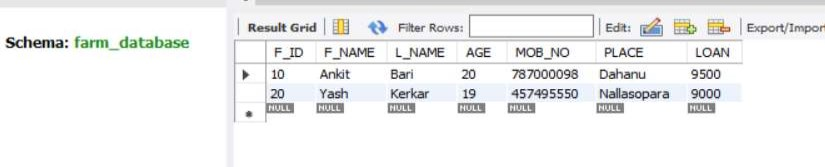 Result Grid Filter Rows: Edit: Export/Import
Schema: farm_database
F_ID F_NAME L_NAME AGE MOB_NO PLACE LOAN
10 Ankit Bari 20 787000098 Dahanu 9500
20 Yash Kerkar 19 457495550 Nallasopara 9000
NULL NULL NULL NULL NULL NULL NULL